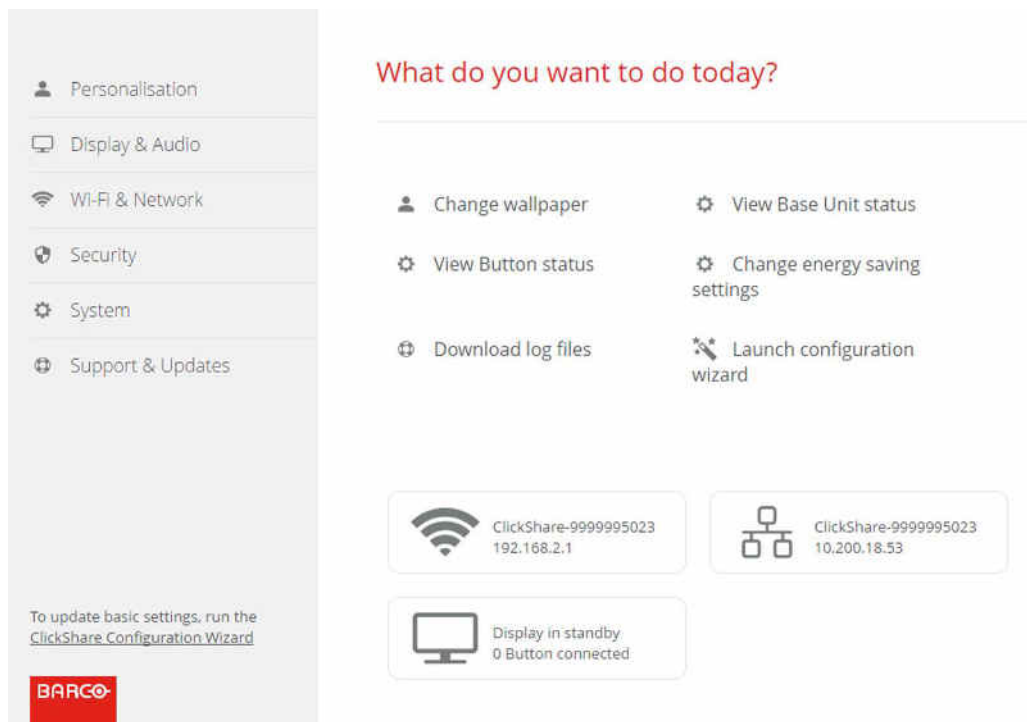 Personalisation
Display & Audio
Wi-Fi & Network
Security
System
Support & Updates
To update basic settings, run the
ClickShare Configuration Wizard
BARCO
What do you want to do today?
Change wallpaper
View Base Unit status
View Button status
Change energy saving
settings
Download log files
Launch configuration
wizard
ClickShare-9999995023
192.168.2.1
ClickShare-9999995023
10.200.18.53
Display in standby
0 Button connected